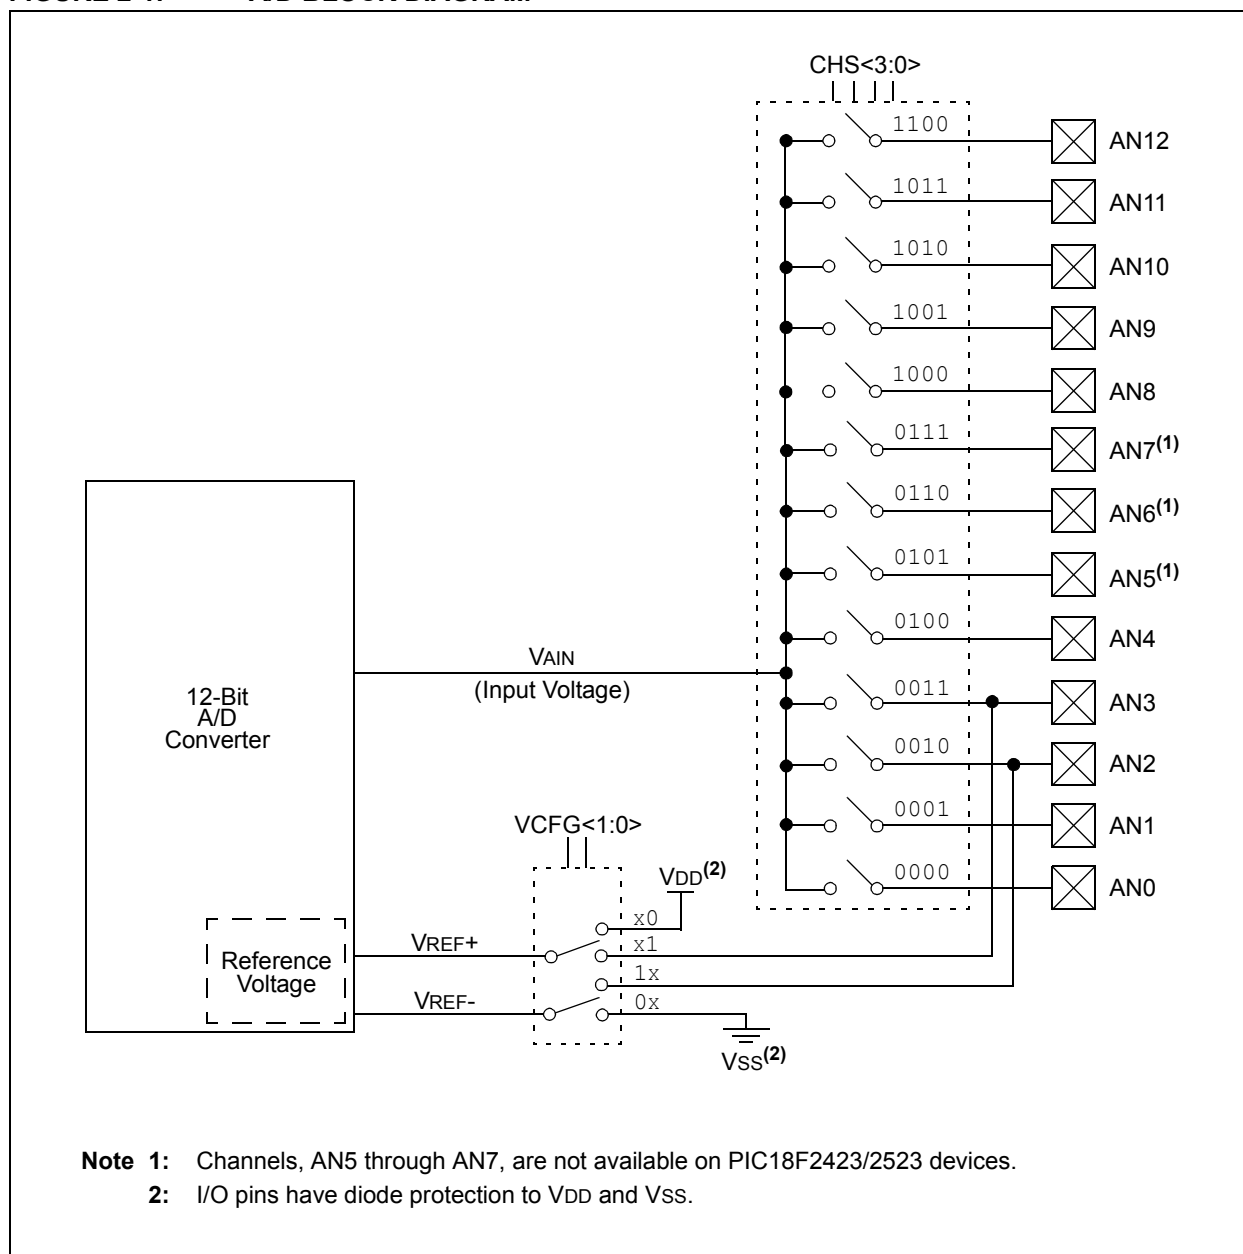 CHS<3:0>
1100 AN12
1011 AN11
1010 AN10
1001 AN9
1000 AN8
0111 AN7(1)
0110 AN6(1)
0101 AN5(1)
0100 AN4
VAIN
(Input Voltage)
12-Bit
A/D
Converter
0011 AN3
0010 AN2
0001 AN1
0000 AN0
VCFG<1:0>
VDD(2)
x0
VREF+
x1
Reference
Voltage
1x
VREF-
0x
VSS(2)
Note 1: Channels, AN5 through AN7, are not available on PIC18F2423/2523 devices.
2: I/O pins have diode protection to VDD and VSS.